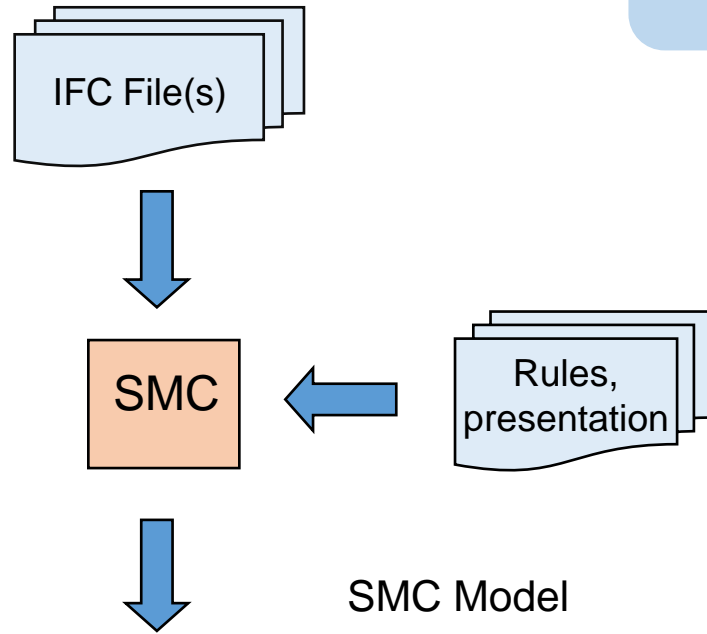 IFC File(s)
SMC
Rules,
presentation
SMC Model